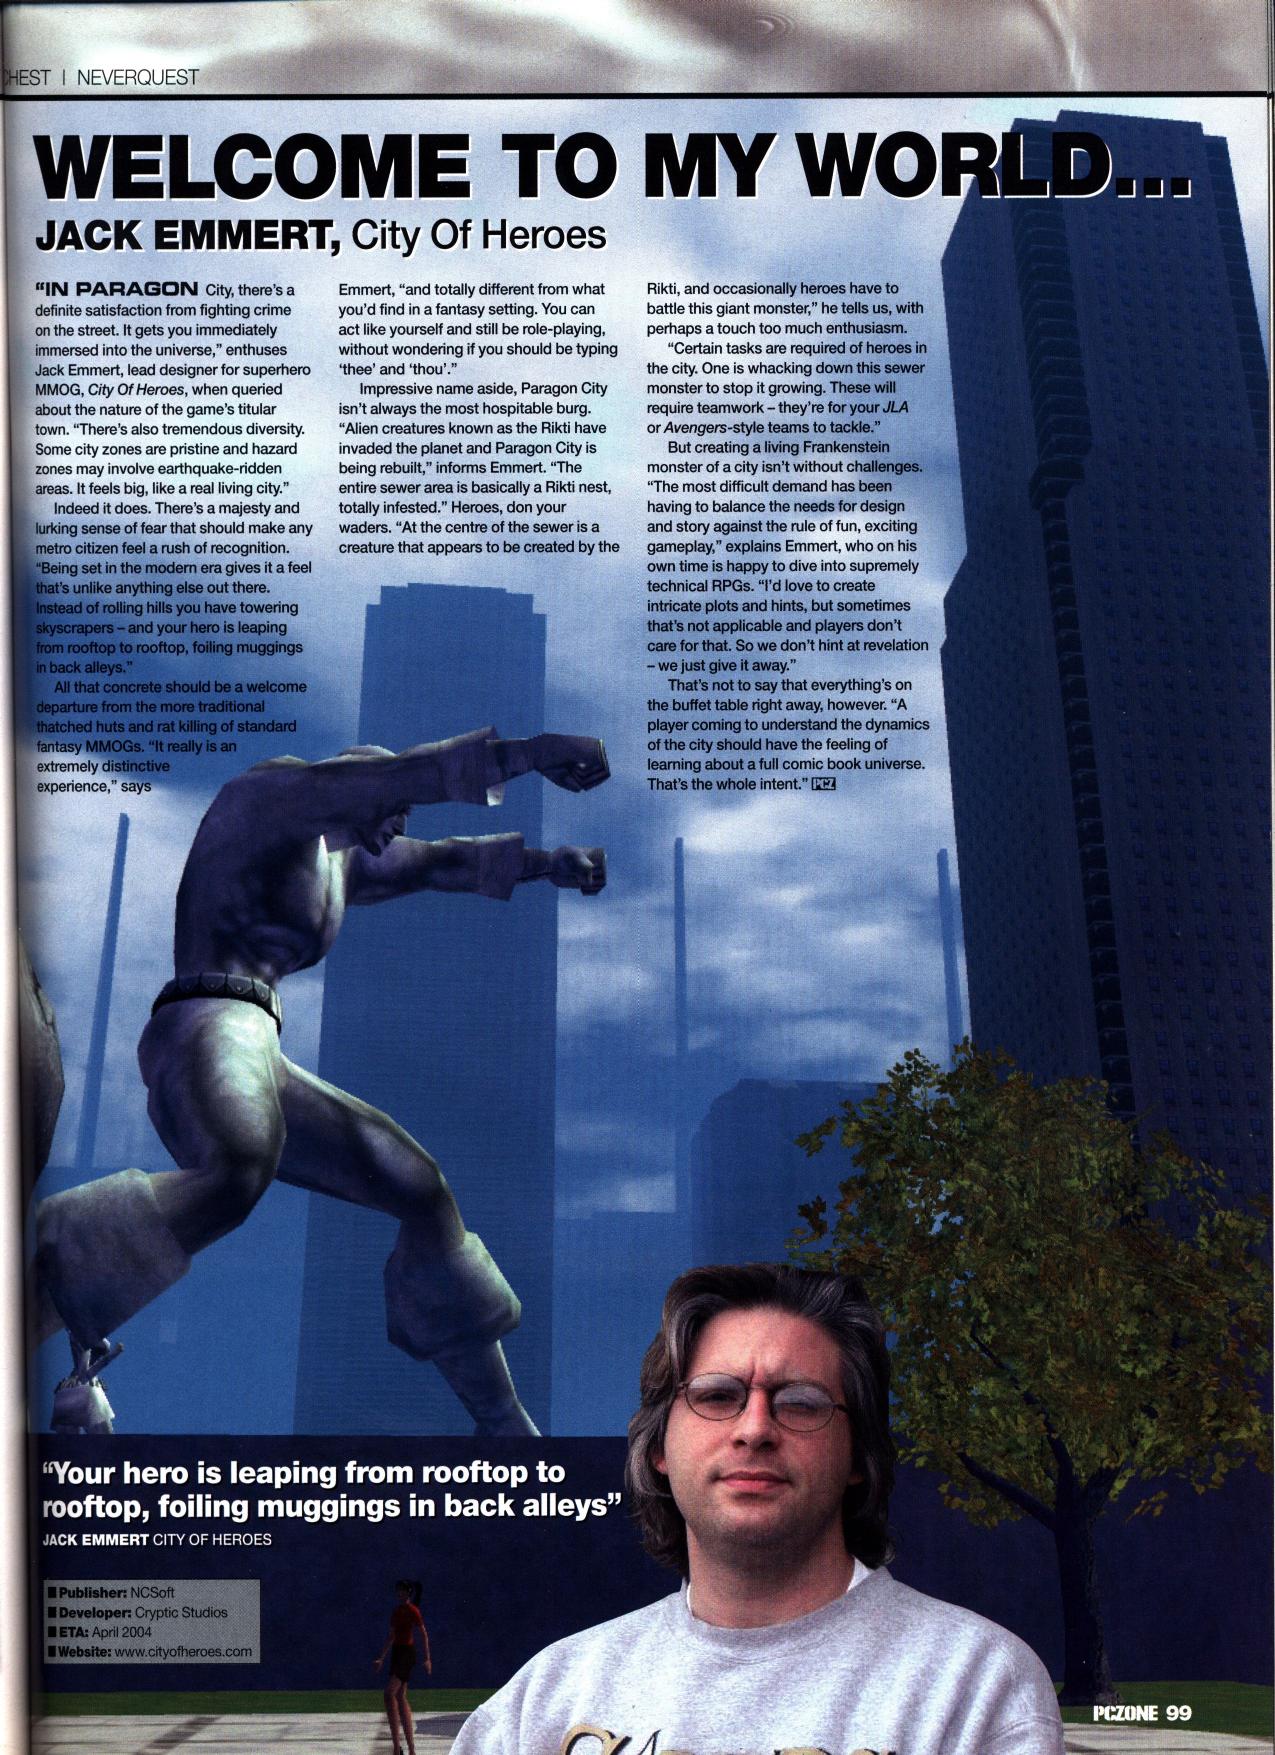 CHEST | NEVERQUEST
WELCOME TO MY WORLD...
JACK EMMERT, City Of Heroes
“IN PARAGON City, there’s a
definite satisfaction from fighting crime
on the street. It gets you immediately
immersed into the universe,” enthuses
Jack Emmert, lead designer for superhero
MMOG, City Of Heroes, when queried
about the nature of the game’s titular
town. “There’s also tremendous diversity.
Some city zones are pristine and hazard
zones may involve earthquake-ridden
areas. It feels big, like a real living city.”
Indeed it does. There’s a majesty and
lurking sense of fear that should make any
metro citizen feel a rush of recognition.
“Being set in the modern era gives it a feel
that’s unlike anything else out there.
Instead of rolling hills you have towering
skyscrapers – and your hero is leaping
from rooftop to rooftop, foiling muggings
in back alleys.”
All that concrete should be a welcome
departure from the more traditional
thatched huts and rat killing of standard
fantasy MMOGs. “It really is an
extremely distinctive
experience,” says
Emmert, “and totally different from what
you’d find in a fantasy setting. You can
act like yourself and still be role-playing,
without wondering if you should be typing
‘thee’ and ‘thou’.”
Impressive name aside, Paragon City
isn’t always the most hospitable burg.
“Alien creatures known as the Rikti have
invaded the planet and Paragon City is
being rebuilt,” informs Emmert. “The
entire sewer area is basically a Rikti nest,
totally infested.” Heroes, don your
waders. “At the centre of the sewer is a
creature that appears to be created by the
Rikti, and occasionally heroes have to
battle this giant monster,” he tells us, with
perhaps a touch too much enthusiasm.
“Certain tasks are required of heroes in
the city. One is whacking down this sewer
monster to stop it growing. These will
require teamwork – they’re for your JLA
or Avengers-style teams to tackle.”
But creating a living Frankenstein
monster of a city isn’t without challenges.
“The most difficult demand has been
having to balance the needs for design
and story against the rule of fun, exciting
gameplay,” explains Emmert, who on his
own time is happy to dive into supremely
technical RPGs. “I’d love to create
intricate plots and hints, but sometimes
that’s not applicable and players don’t
care for that. So we don’t hint at revelation
– we just give it away.”
That’s not to say that everything’s on
the buffet table right away, however. “A
player coming to understand the dynamics
of the city should have the feeling of
learning about a full comic book universe.
That’s the whole intent.” PCZ
“Your hero is leaping from rooftop to
rooftop, foiling muggings in back alleys”
JACK EMMERT CITY OF HEROES
Publisher: NCSoft
Developer: Cryptic Studios
ETA: April 2004
Website: www.cityofheroes.com
PCZONE 99